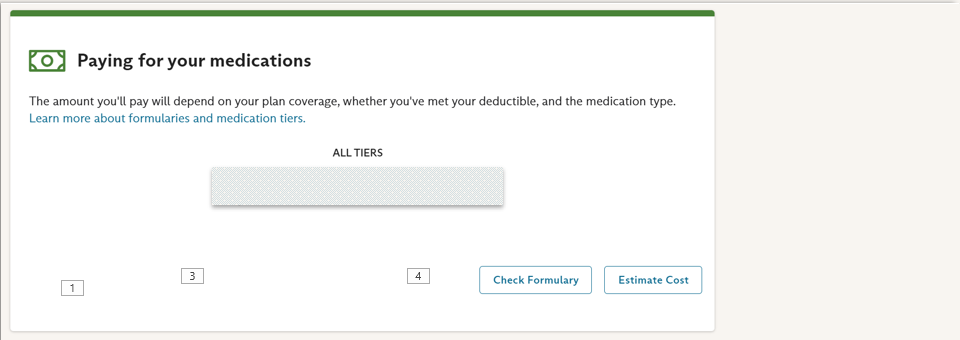 Paying for your medications
The amount you'll pay will depend on your plan coverage, whether you've met your deductible, and the medication type.
Learn more about formularies and medication tiers.
ALL TIERS
1
3
4
Check Formulary
Estimate Cost